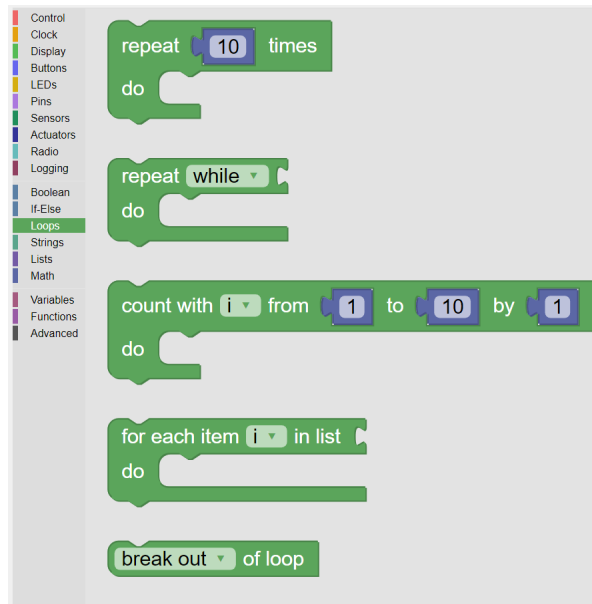 Control
Clock
Display
Buttons
LEDs
Pins
Sensors
Actuators
Radio
Logging
Boolean
If-Else
Loops
Strings
Lists
Math
Variables
Functions
Advanced
repeat 10 times
do
repeat while
do
count with i from 1 to 10 by 1
do
for each item i in list
do
break out of loop